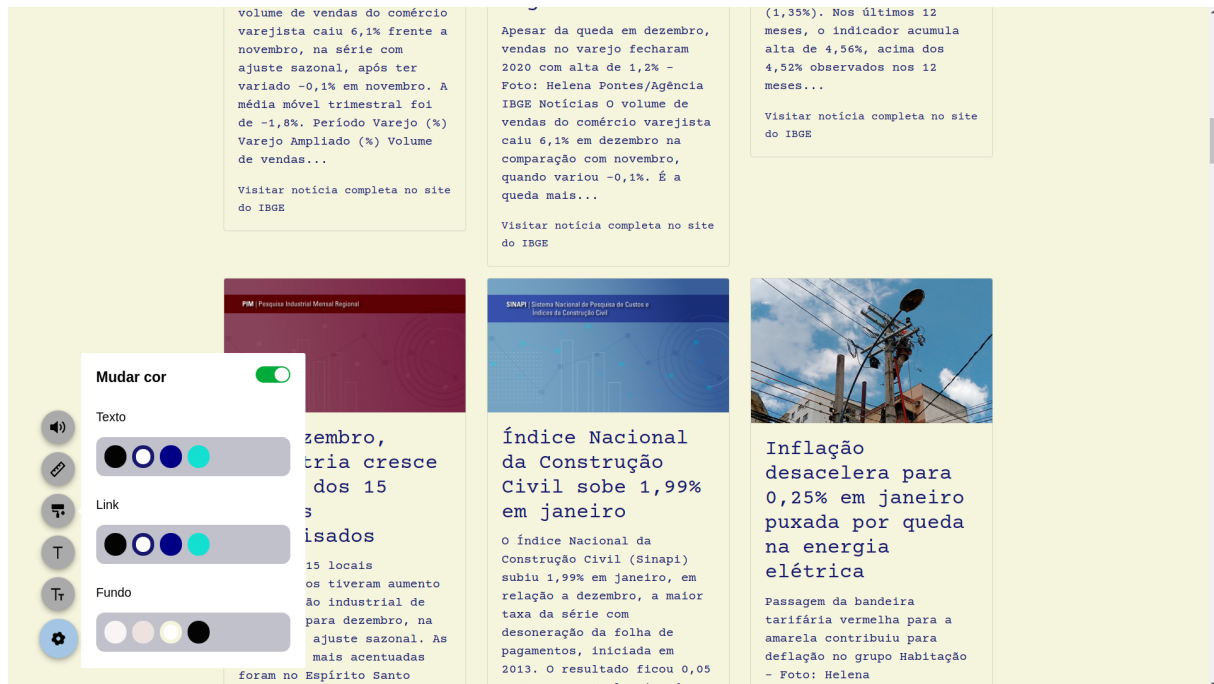 volume de vendas do comércio
varejista caiu 6,1% frente a
novembro, na série com
ajuste sazonal, após ter
variado -0,1% em novembro. A
média móvel trimestral foi
de -1,8%. Período Varejo (%)
Varejo Ampliado (%) Volume
de vendas...
Visitar notícia completa no site
do IBGE
Apesar da queda em dezembro,
vendas no varejo fecharam
2020 com alta de 1,2% -
Foto: Helena Pontes/Agência
IBGE Notícias O volume de
vendas do comércio varejista
caiu 6,1% em dezembro na
comparação com novembro,
quando variou -0,1%. É a
queda mais...
Visitar notícia completa no site
do IBGE
(1,35%). Nos últimos 12
meses, o indicador acumula
alta de 4,56%, acima dos
4,52% observados nos 12
meses...
Visitar notícia completa no site
do IBGE
Mudar cor
Texto
Link
Fundo
T
TT
PIM | Pesquisa Industrial Mensal Regional
zembro,
tria cresce
dos 15
s
isados
15 locais
os tiveram aumento
ão industrial de
para dezembro, na
ajuste sazonal. As
mais acentuadas
foram no Espírito Santo
SINAPI | Sistema Nacional de Pesquisa de Custos e
Índices da Construção Civil
Índice Nacional
da Construção
Civil sobe 1,99%
em janeiro
O Índice Nacional da
Construção Civil (Sinapi)
subiu 1,99% em janeiro, em
relação a dezembro, a maior
taxa da série com
desoneração da folha de
pagamentos, iniciada em
2013. O resultado ficou 0,05
Inflação
desacelera para
0,25% em janeiro
puxada por queda
na energia
elétrica
Passagem da bandeira
tarifária vermelha para a
amarela contribuiu para
deflação no grupo Habitação
- Foto: Helena